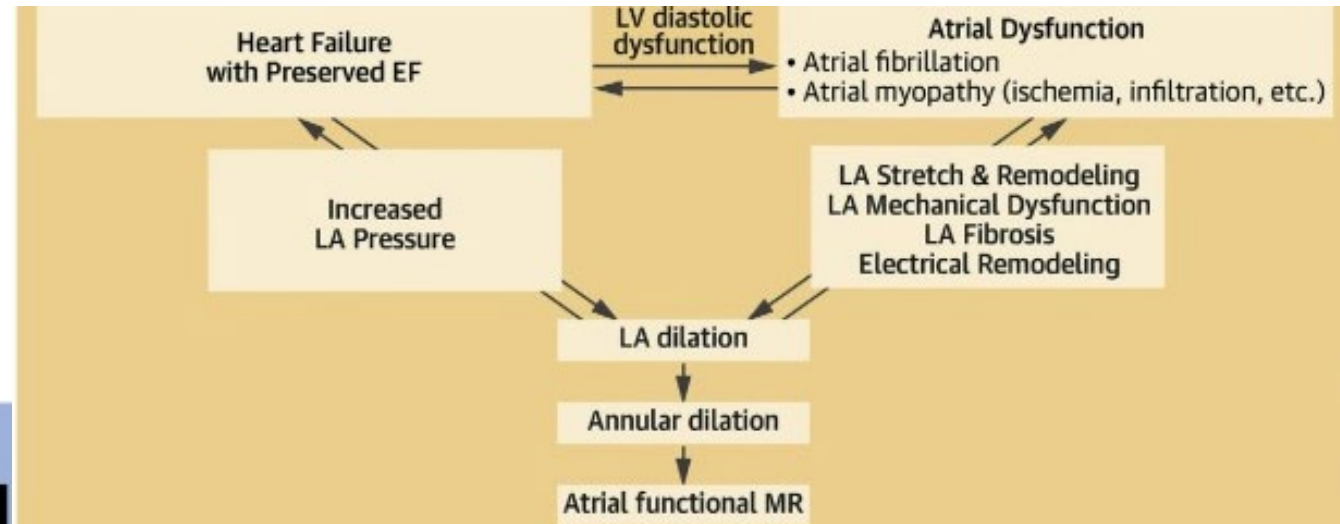 Heart Failure
with Preserved EF
LV diastolic
dysfunction
Atrial Dysfunction
• Atrial fibrillation
• Atrial myopathy (ischemia, infiltration, etc.)
Increased
LA Pressure
LA Stretch & Remodeling
LA Mechanical Dysfunction
LA Fibrosis
Electrical Remodeling
LA dilation
Annular dilation
Atrial functional MR